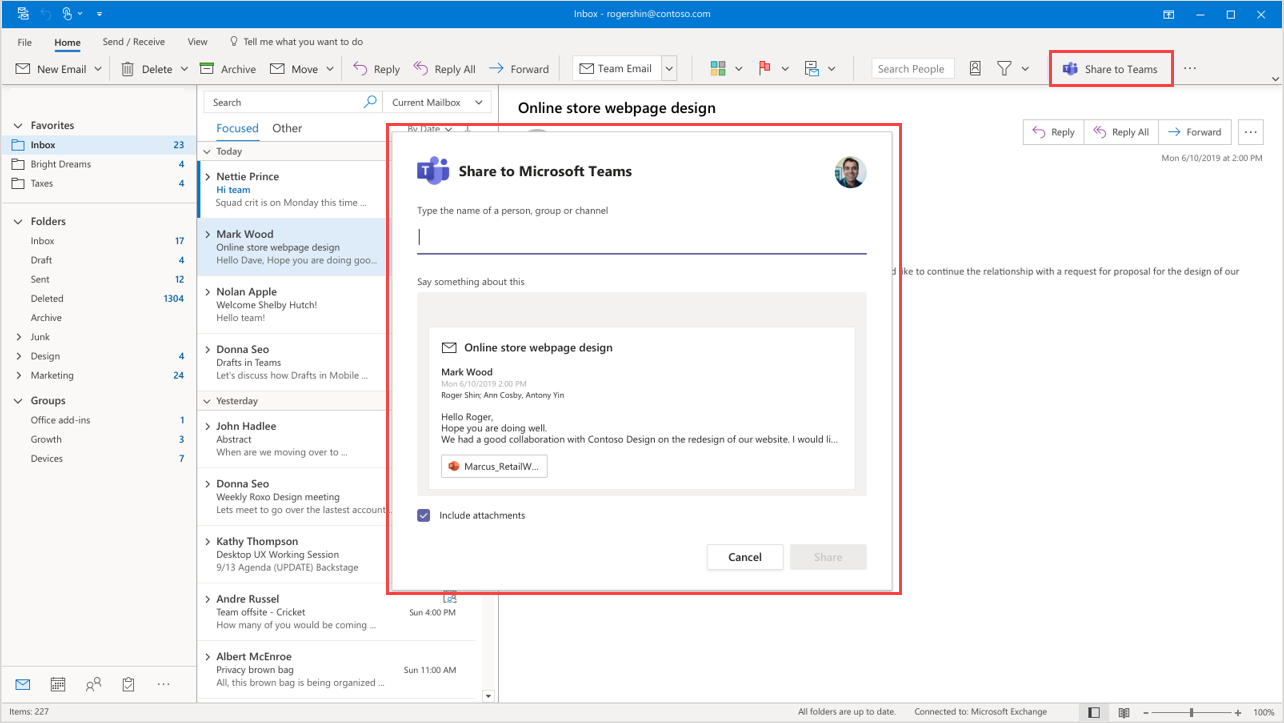 Inbox - rogershin@contoso.com
File Home Send / Receive View Tell me what you want to do
New Email Delete Archive Move Reply Reply All Forward Team Email Search People Share to Teams ...
Search Current Mailbox
Focused Other
By Date
Favorites
Inbox 23
Bright Dreams 4
Taxes 4
Folders
Inbox 17
Draft 4
Sent 12
Deleted 1304
Archive
Junk
Design 4
Marketing 24
Groups
Office add-ins 1
Growth 3
Devices 7
Today
Nettie Prince
Hi team
Squad crit is on Monday this time ...
Mark Wood
Online store webpage design
Hello Dave, Hope you are doing goo...
Nolan Apple
Welcome Shelby Hutch!
Hello team!
Donna Seo
Drafts in Teams
Let's discuss how Drafts in Mobile ...
Yesterday
John Hadlee
Abstract
When are we moving over to ...
Donna Seo
Weekly Roxo Design meeting
Lets meet to go over the lastest account
Kathy Thompson
Desktop UX Working Session
9/13 Agenda (UPDATE) Backstage
Andre Russel
Team offsite - Cricket Sun 4:00 PM
How many of you would be coming ...
Albert McEnroe
Privacy brown bag Sun 11:00 AM
All, this brown bag is being organized ...
Online store webpage design
Reply Reply All Forward ...
Mon 6/10/2019 at 2:00 PM
like to continue the relationship with a request for proposal for the design of our
Share to Microsoft Teams
Type the name of a person, group or channel
Say something about this
Online store webpage design
Mark Wood
Mon 6/10/2019 2:00 PM
Roger Shin; Ann Cosby, Antony Yin
Hello Roger,
Hope you are doing well.
We had a good collaboration with Contoso Design on the redesign of our website. I would li...
Marcus_RetailW...
Include attachments
Cancel Share
Items: 227 All folders are up to date. Connected to: Microsoft Exchange 100%